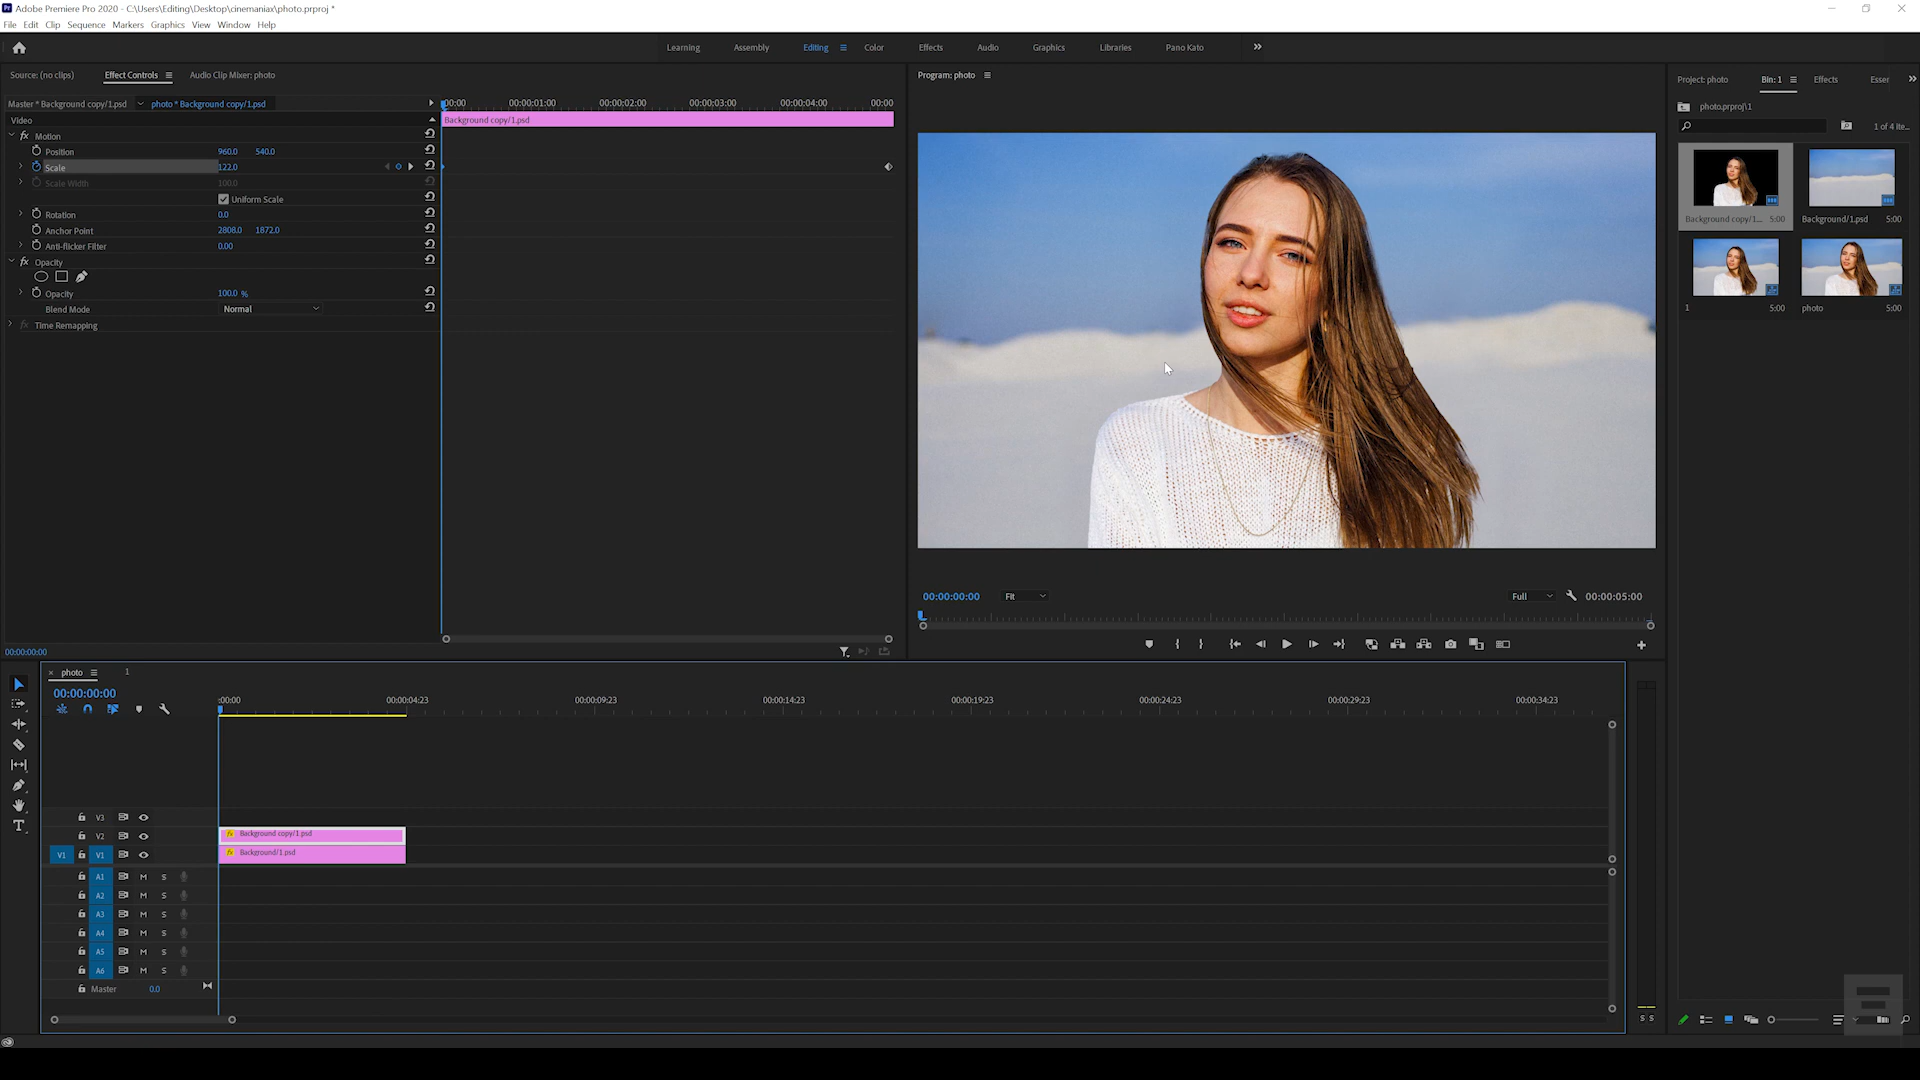 Adobe Premiere Pro 2020 - C:\Users\Editing\Desktop\cinemaniax\photo.prproj *
File Edit Clip Sequence Markers Graphics View Window Help
Learning Assembly Editing Color Effects Audio Graphics Libraries Pano Kato
Source: (no clips) Effect Controls Audio Clip Mixer: photo
Program: photo
Project: photo Bin: 1 Effects Esser
Master * Background copy/1.psd photo * Background copy/1.psd
:00:00 00:00:01:00 00:00:02:00 00:00:03:00 00:00:04:00 00:00
photo.prproj\1
Video
Background copy/1.psd
1 of 4 ite...
Motion
Position 960.0 540.0
Scale 122.0
Scale Width 100.0
Uniform Scale
Rotation 0.0
Anchor Point 2808.0 1872.0
Anti-flicker Filter 0.00
Opacity
Opacity 100.0 %
Blend Mode Normal
Time Remapping
Background copy/1... 5:00
Background/1.psd 5:00
1 5:00
photo 5:00
00:00:00:00 Fit Full 00:00:05:00
00:00:00:00
photo 1
00:00:00:00
:00:00 00:00:04:23 00:00:09:23 00:00:14:23 00:00:19:23 00:00:24:23 00:00:29:23 00:00:34:23
V3
V2 Background copy/1.psd
V1 V1 Background/1.psd
A1 M S
A2 M S
A3 M S
A4 M S
A5 M S
A6 M S
Master 0.0
S S